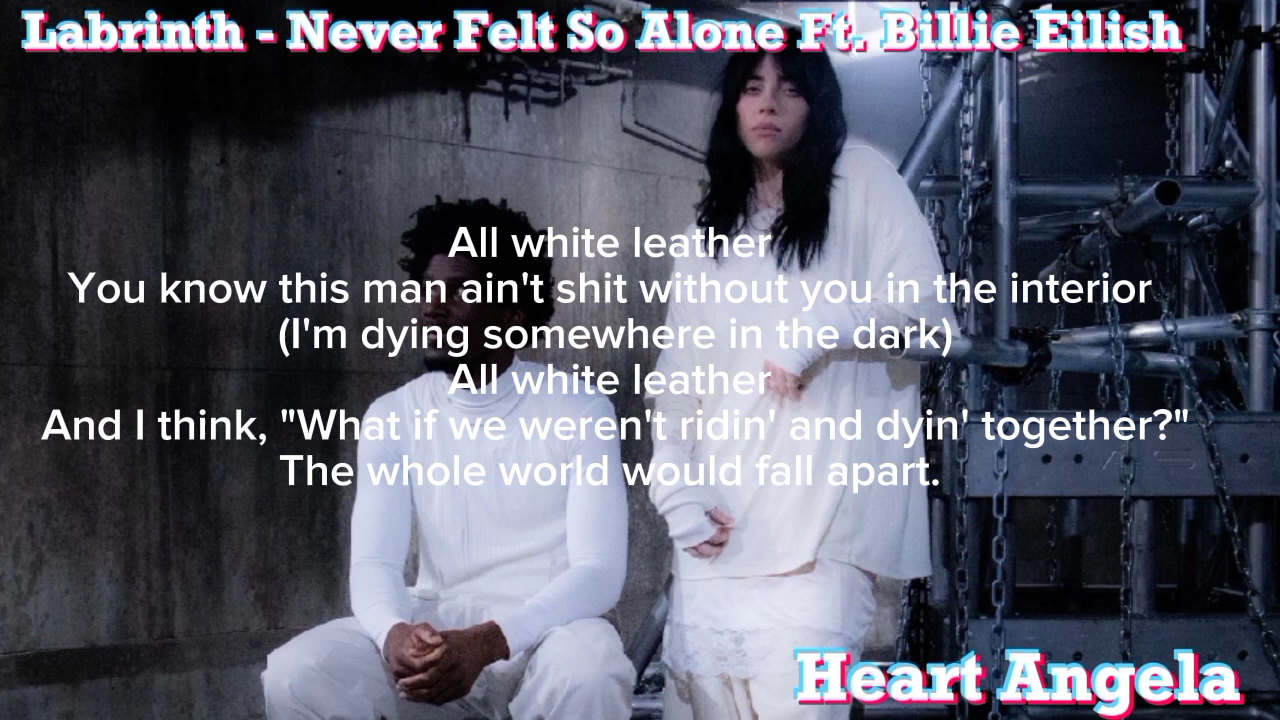 Labrinth - Never Felt So Alone Ft. Billie Eilish
All white leather
You know this man ain't shit without you in the interior
(I'm dying somewhere in the dark)
All white leather
And I think, "What if we weren't ridin' and dyin' together?"
The whole world would fall apart.
Heart Angela